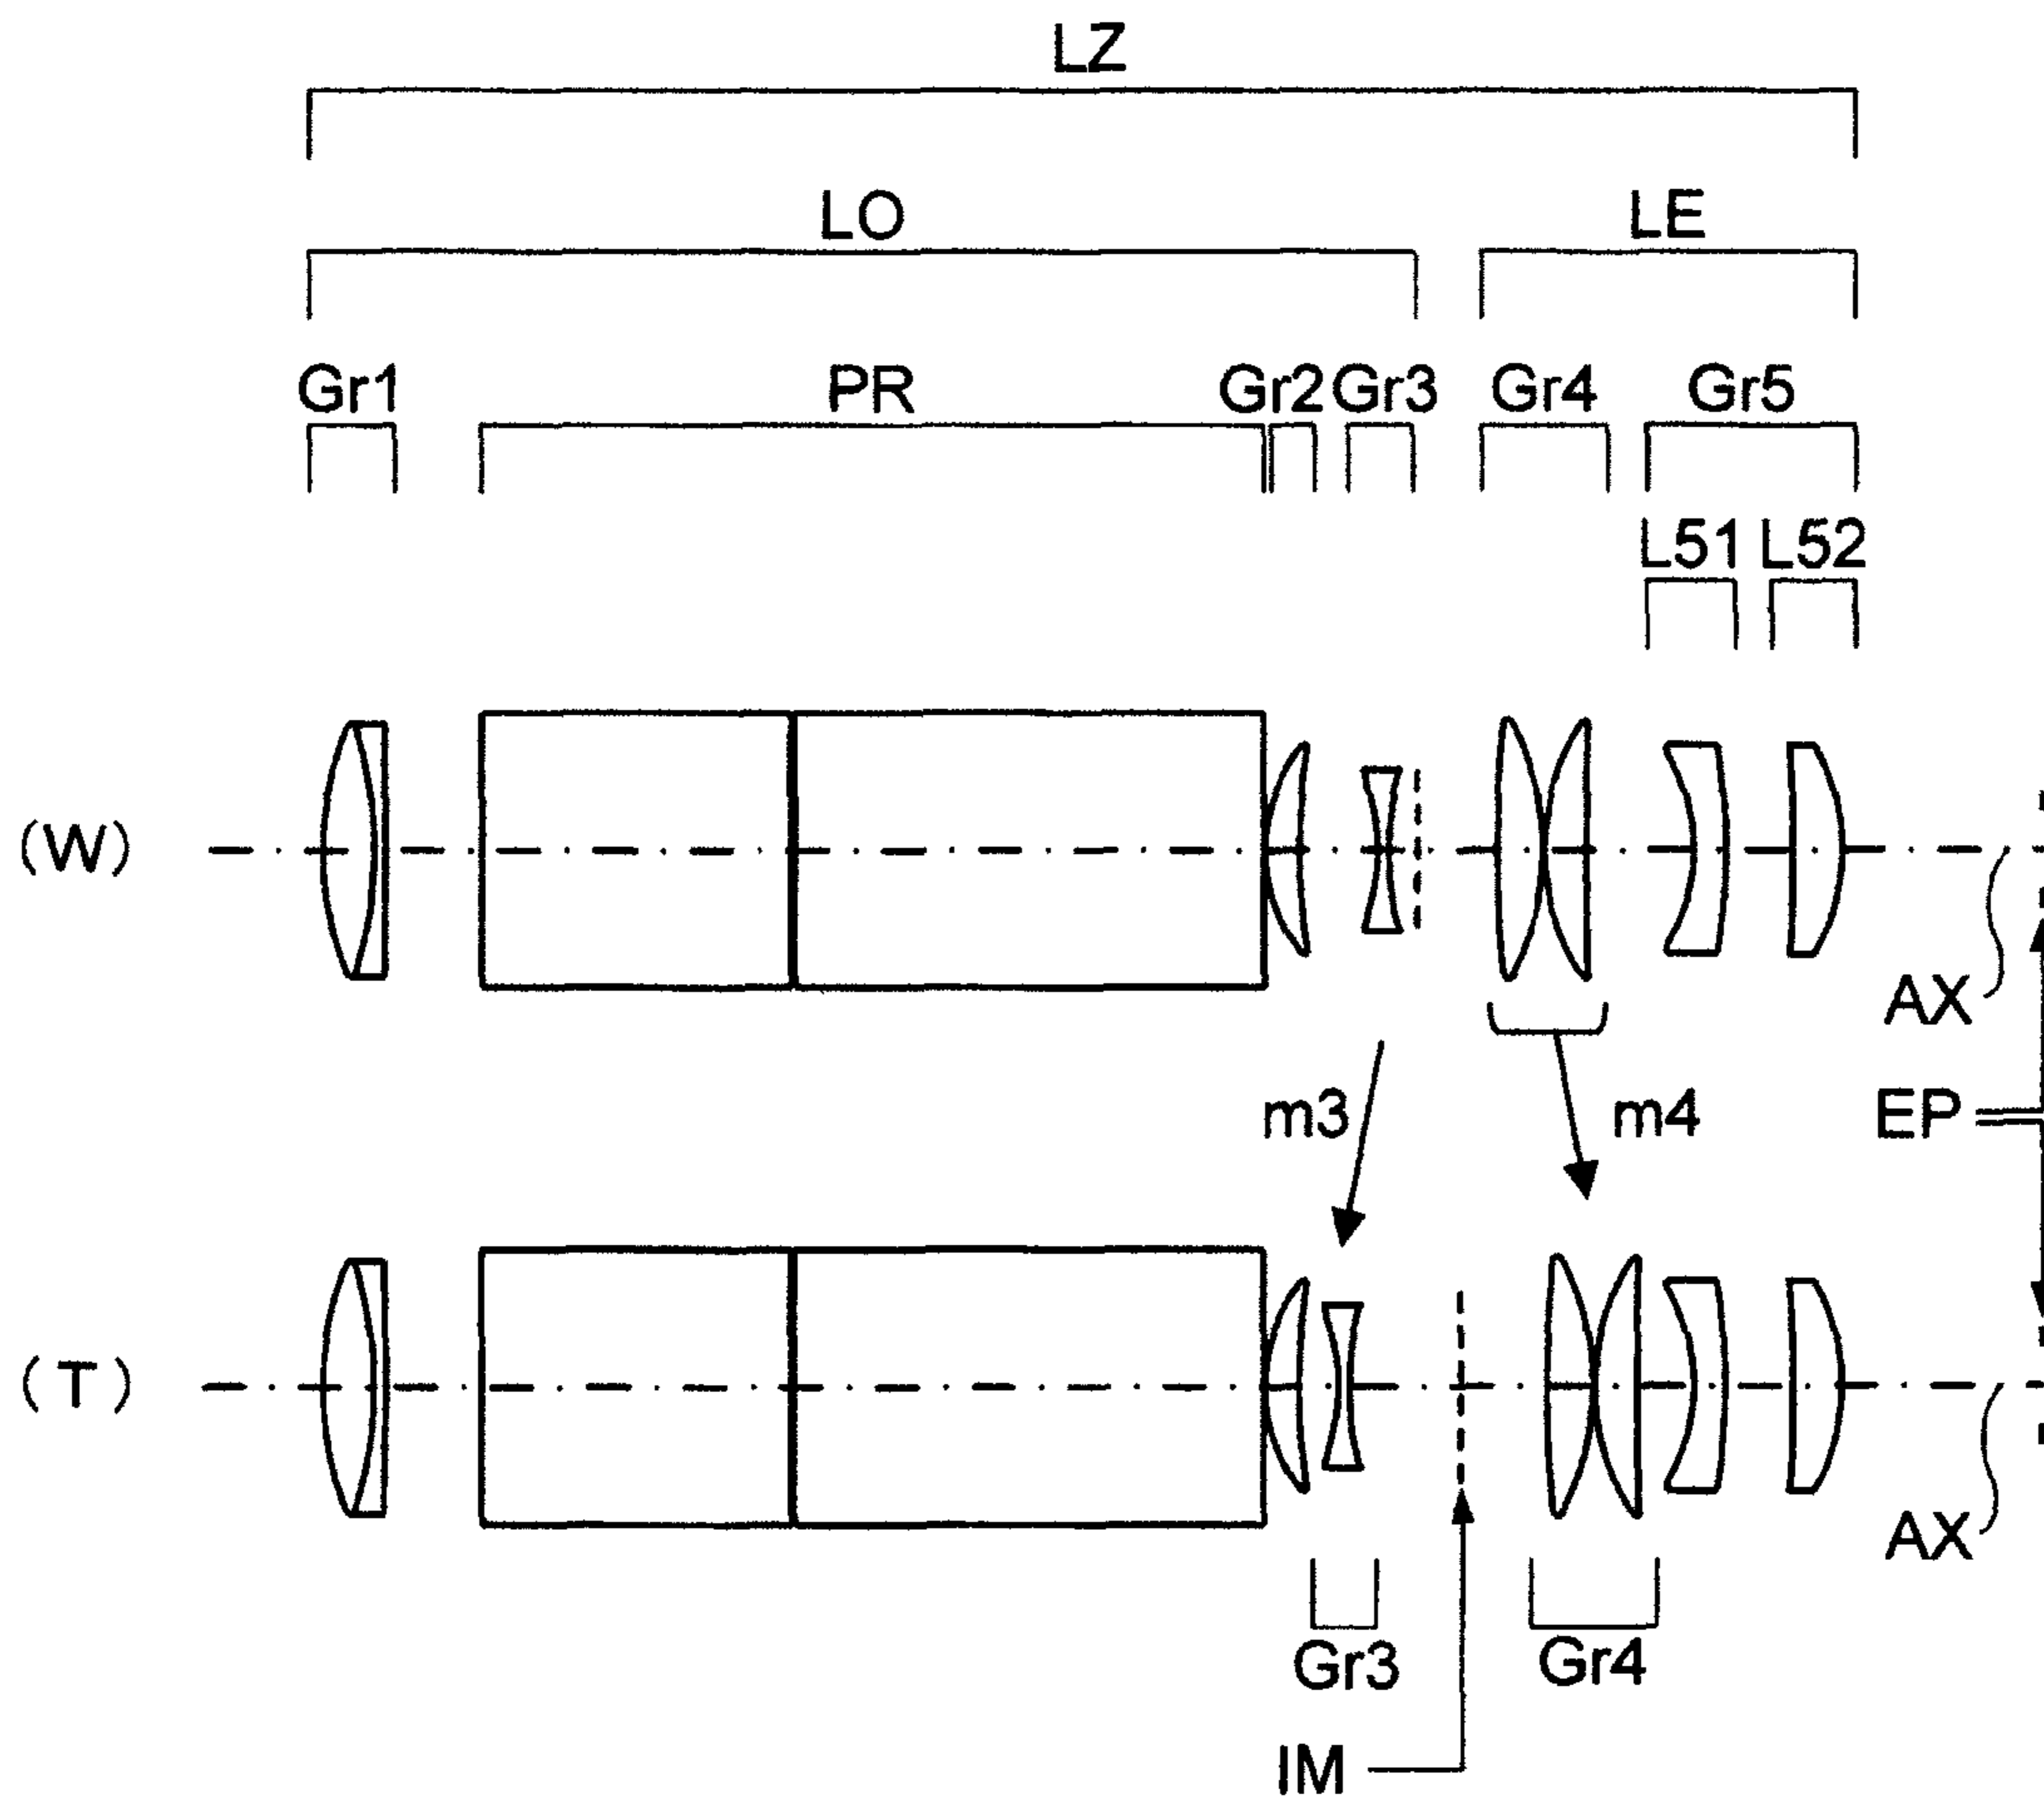 LZ
LO LE
Gr1 PR Gr2 Gr3 Gr4 Gr5
L51 L52
(W)
AX
m3 m4 EP
(T)
AX
Gr3 Gr4
IM